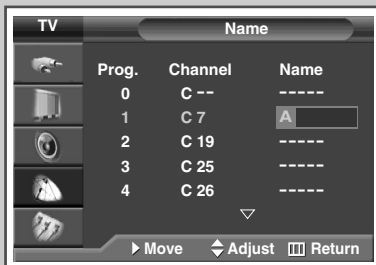 TV Name
Prog. Channel Name
0 C -- -----
1 C 7 A
2 C 19 -----
3 C 25 -----
4 C 26 -----
Move Adjust Return